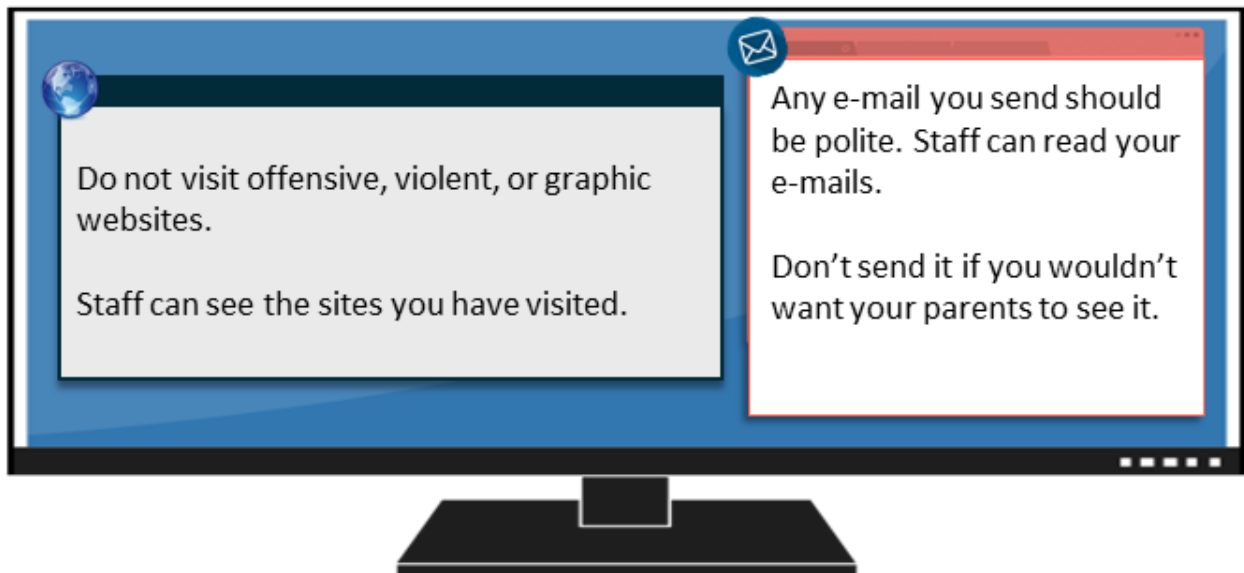 Do not visit offensive, violent, or graphic
websites.
Staff can see the sites you have visited.
Any e-mail you send should
be polite. Staff can read your
e-mails.
Don’t send it if you wouldn’t
want your parents to see it.